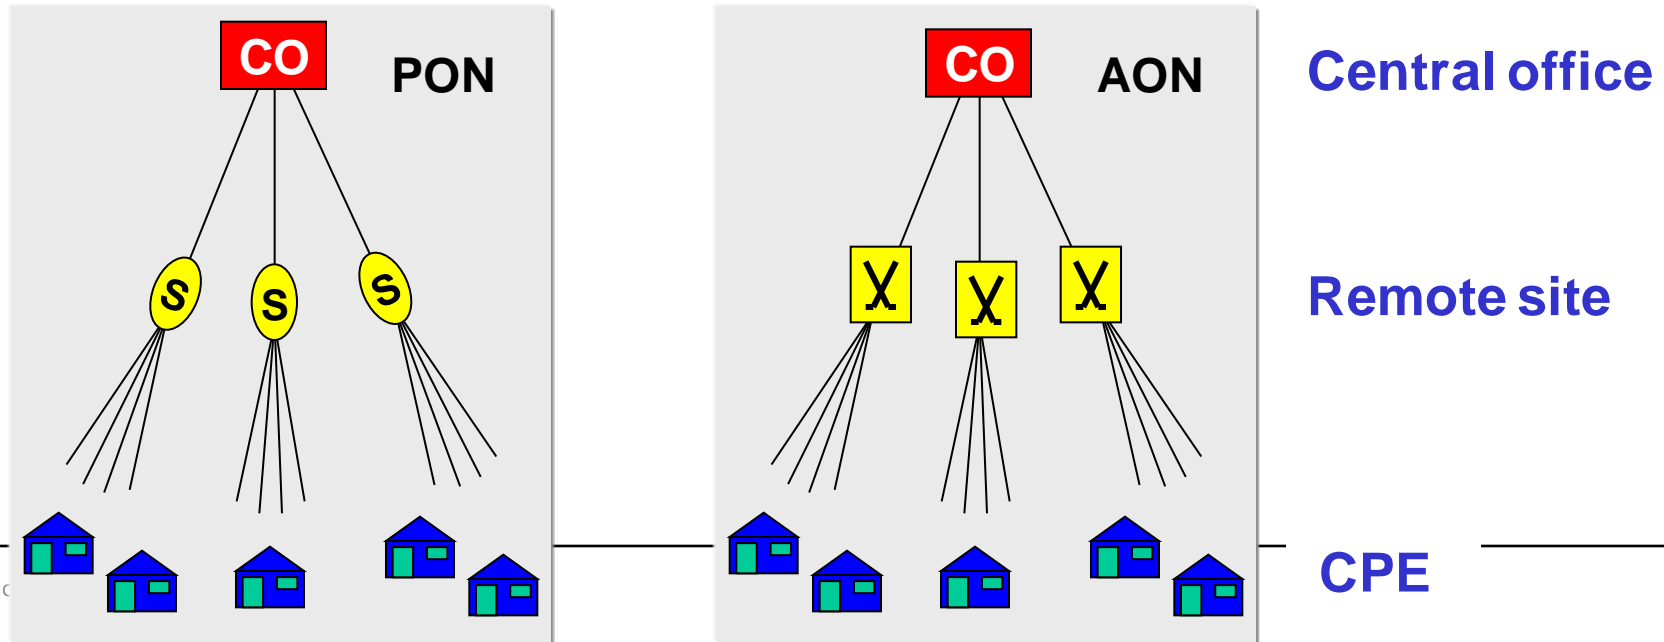 CO
PON
S
S
S
CO
AON
X
X
X
Central office
Remote site
CPE